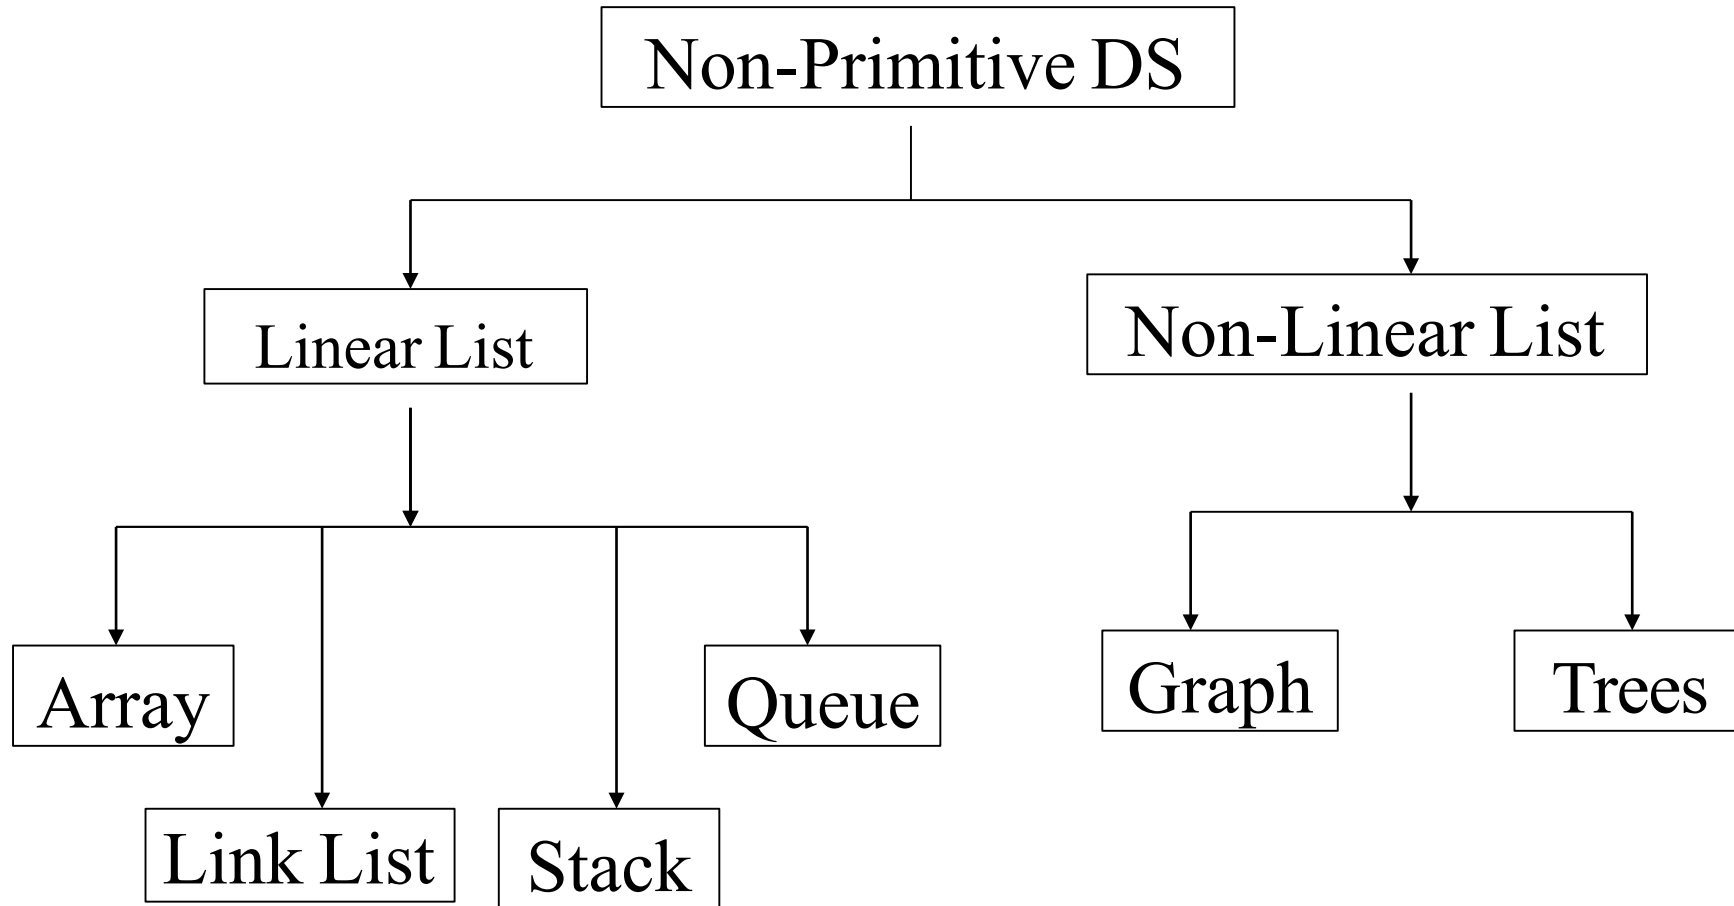 Non-Primitive DS
Linear List
Non-Linear List
Array
Queue
Graph
Trees
Link List
Stack